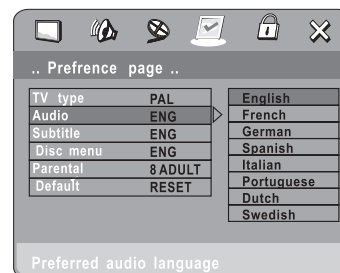 .. Prefrence page ..
TV type PAL
Audio ENG
Subtitle ENG
Disc menu ENG
Parental 8 ADULT
Default RESET
English
French
German
Spanish
Italian
Portuguese
Dutch
Swedish
Preferred audio language